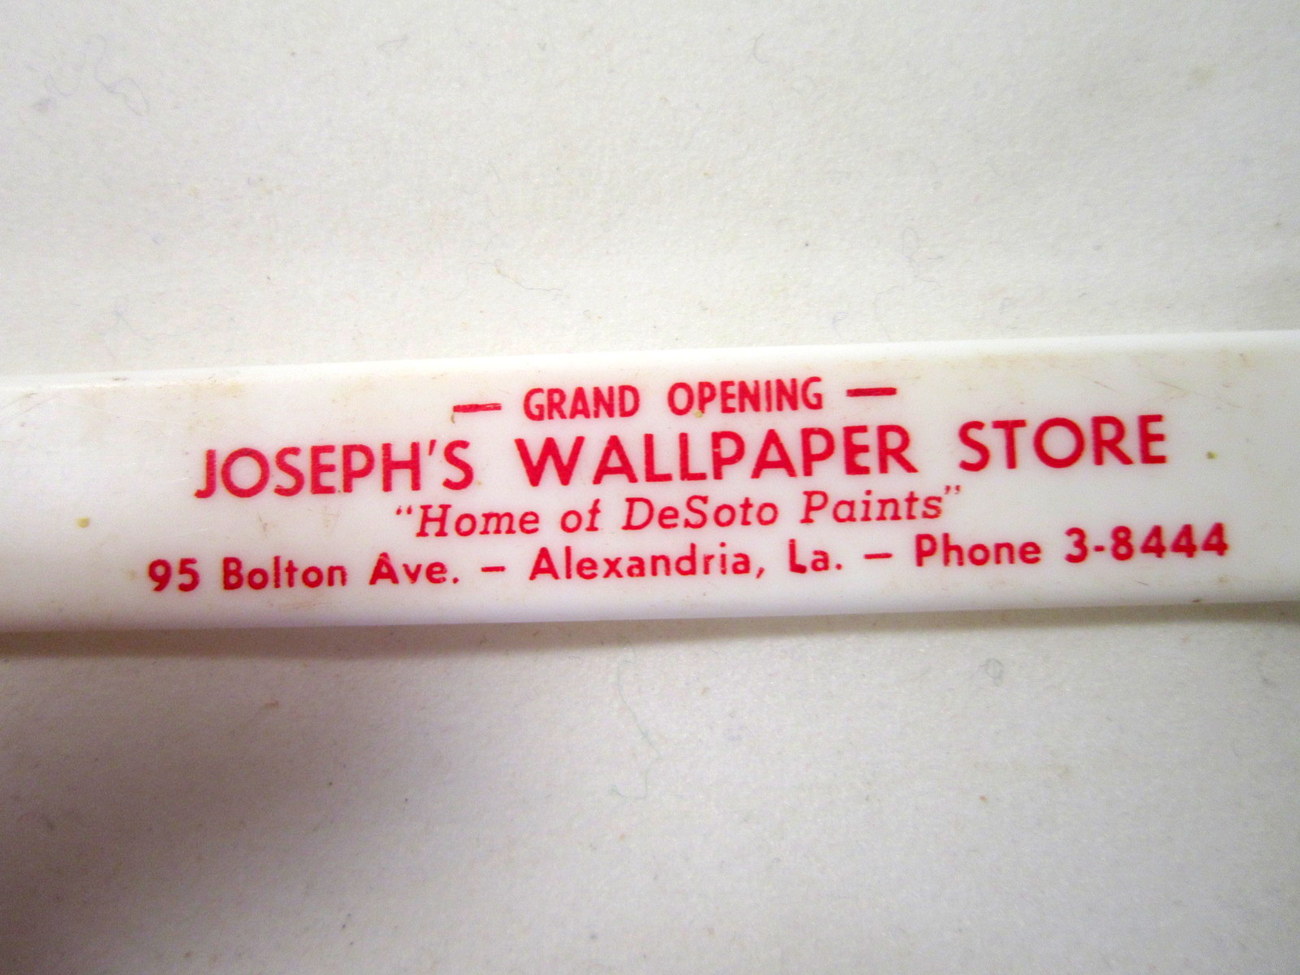 — GRAND OPENING —
JOSEPH'S WALLPAPER STORE
"Home of DeSoto Paints"
95 Bolton Ave. – Alexandria, La. – Phone 3-8444